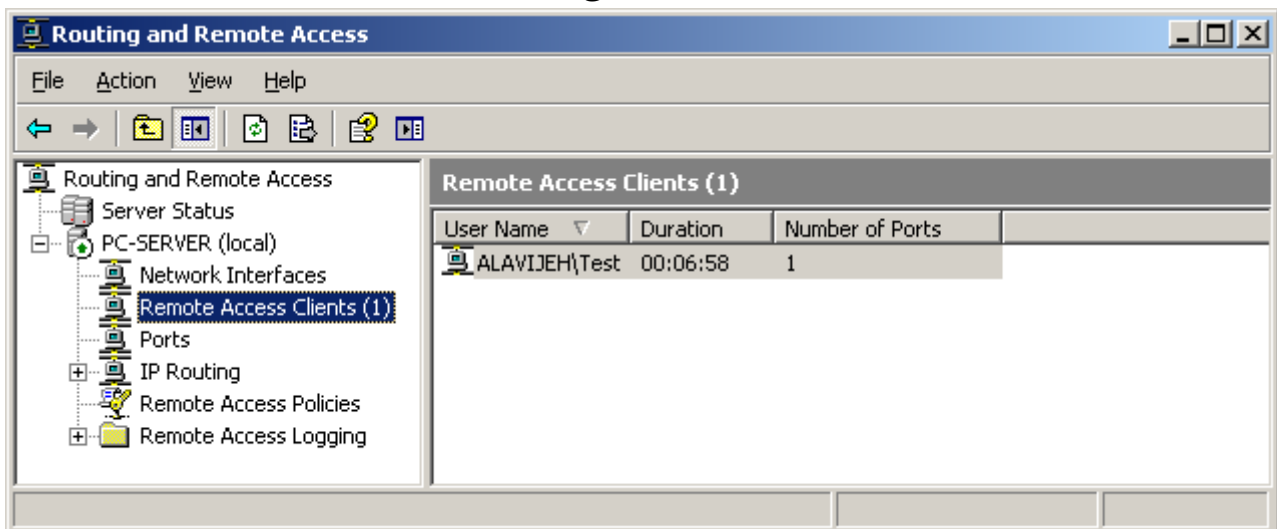 Routing and Remote Access
File Action View Help
Routing and Remote Access
Server Status
PC-SERVER (local)
Network Interfaces
Remote Access Clients (1)
Ports
IP Routing
Remote Access Policies
Remote Access Logging
Remote Access Clients (1)
User Name Duration Number of Ports
ALAVIJEH\Test 00:06:58 1